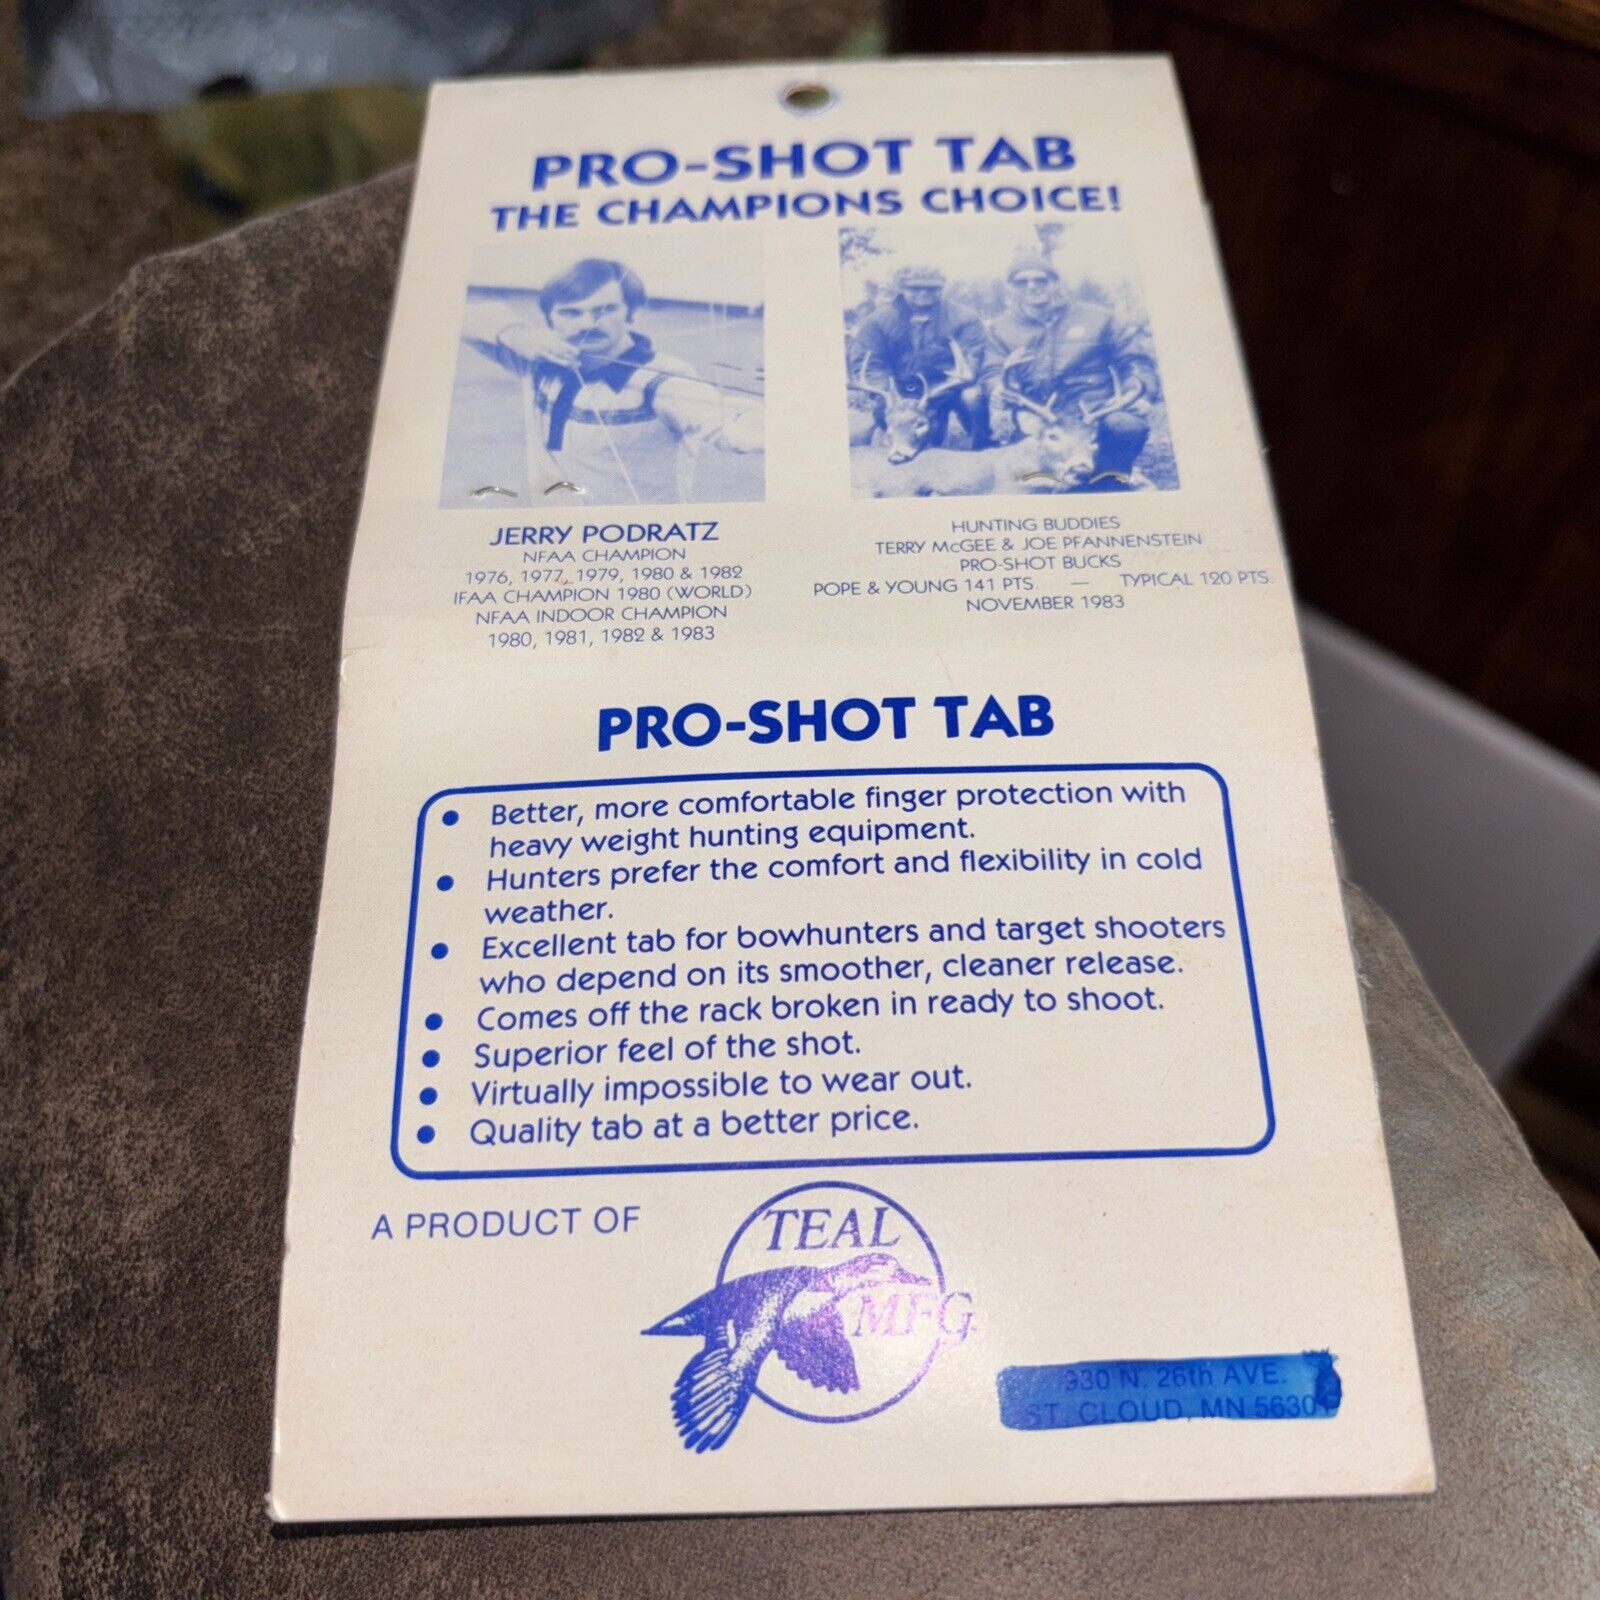 PRO-SHOT TAB
THE CHAMPIONS CHOICE!
JERRY PODRATZ
NFAA CHAMPION
1976, 1977, 1979, 1980 & 1982
IFAA CHAMPION 1980 (WORLD)
NFAA INDOOR CHAMPION
1980, 1981, 1982 & 1983
HUNTING BUDDIES
TERRY McGEE & JOE PFANNENSTEIN
PRO-SHOT BUCKS
POPE & YOUNG 141 PTS. — TYPICAL 120 PTS.
NOVEMBER 1983
PRO-SHOT TAB
• Better, more comfortable finger protection with
heavy weight hunting equipment.
• Hunters prefer the comfort and flexibility in cold
weather.
• Excellent tab for bowhunters and target shooters
who depend on its smoother, cleaner release.
• Comes off the rack broken in ready to shoot.
• Superior feel of the shot.
• Virtually impossible to wear out.
• Quality tab at a better price.
A PRODUCT OF
TEAL
MFG.
930 N. 26th AVE.
ST. CLOUD, MN 56301